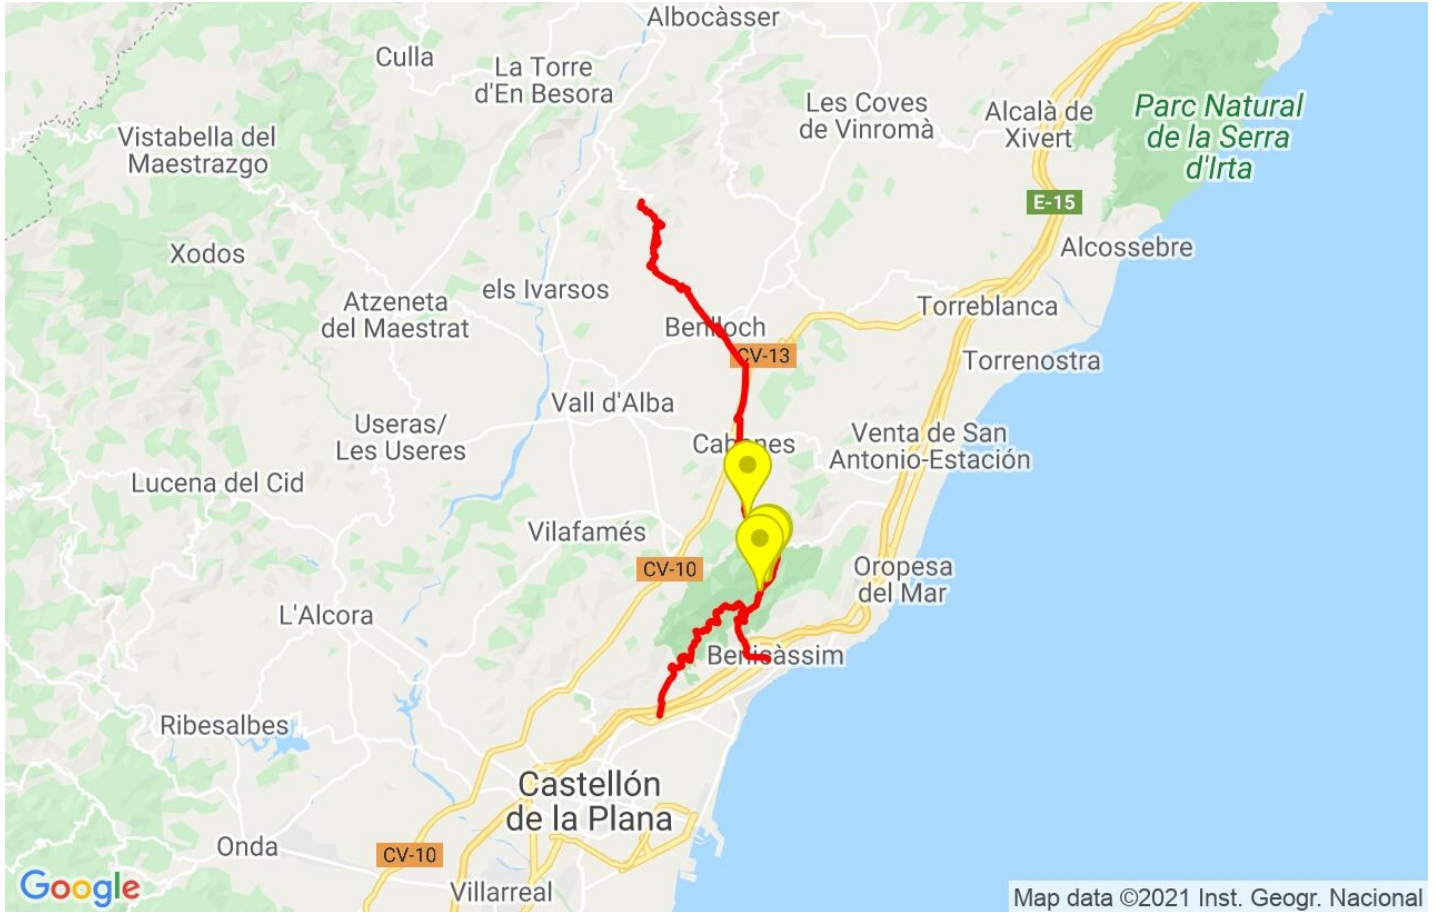 Albocàsser
Culla
La Torre
d'En Besora
Les Coves
de Vinromà
Alcalà de
Xivert
Parc Natural
de la Serra
d'Irta
Vistabella del
Maestrazgo
E-15
Xodos
Alcossebre
els Ivarsos
Atzeneta
del Maestrat
Torreblanca
Benlloch
CV-13
Torrenostra
Vall d'Alba
Useras/
Les Useres
Cabanes
Venta de San
Antonio-Estación
Lucena del Cid
Vilafamés
CV-10
Oropesa
del Mar
L'Alcora
Benicàssim
Ribesalbes
Castellón
de la Plana
Onda
CV-10
Villarreal
Google
Map data ©2021 Inst. Geogr. Nacional